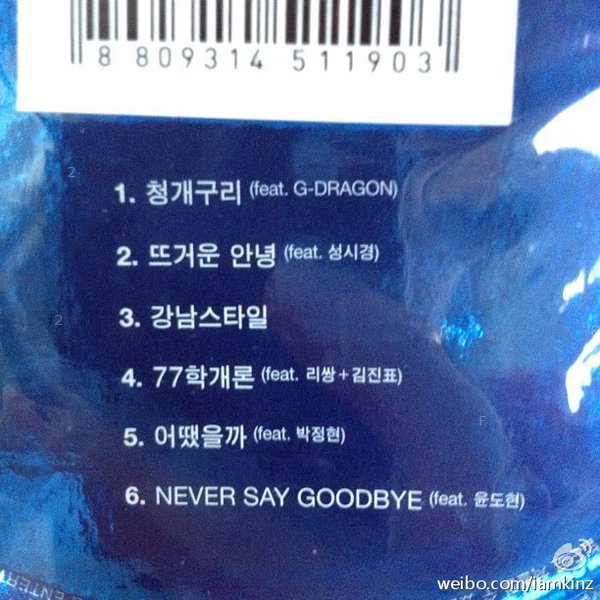 8 809314 511903
1. 청개구리 (feat. G-DRAGON)
2. 뜨거운 안녕 (feat. 성시경)
3. 강남스타일
4. 77학개론 (feat. 리쌍+김진표)
5. 어땠을까 (feat. 박정현)
6. NEVER SAY GOODBYE (feat. 윤도현)
weibo.com/iamkinz